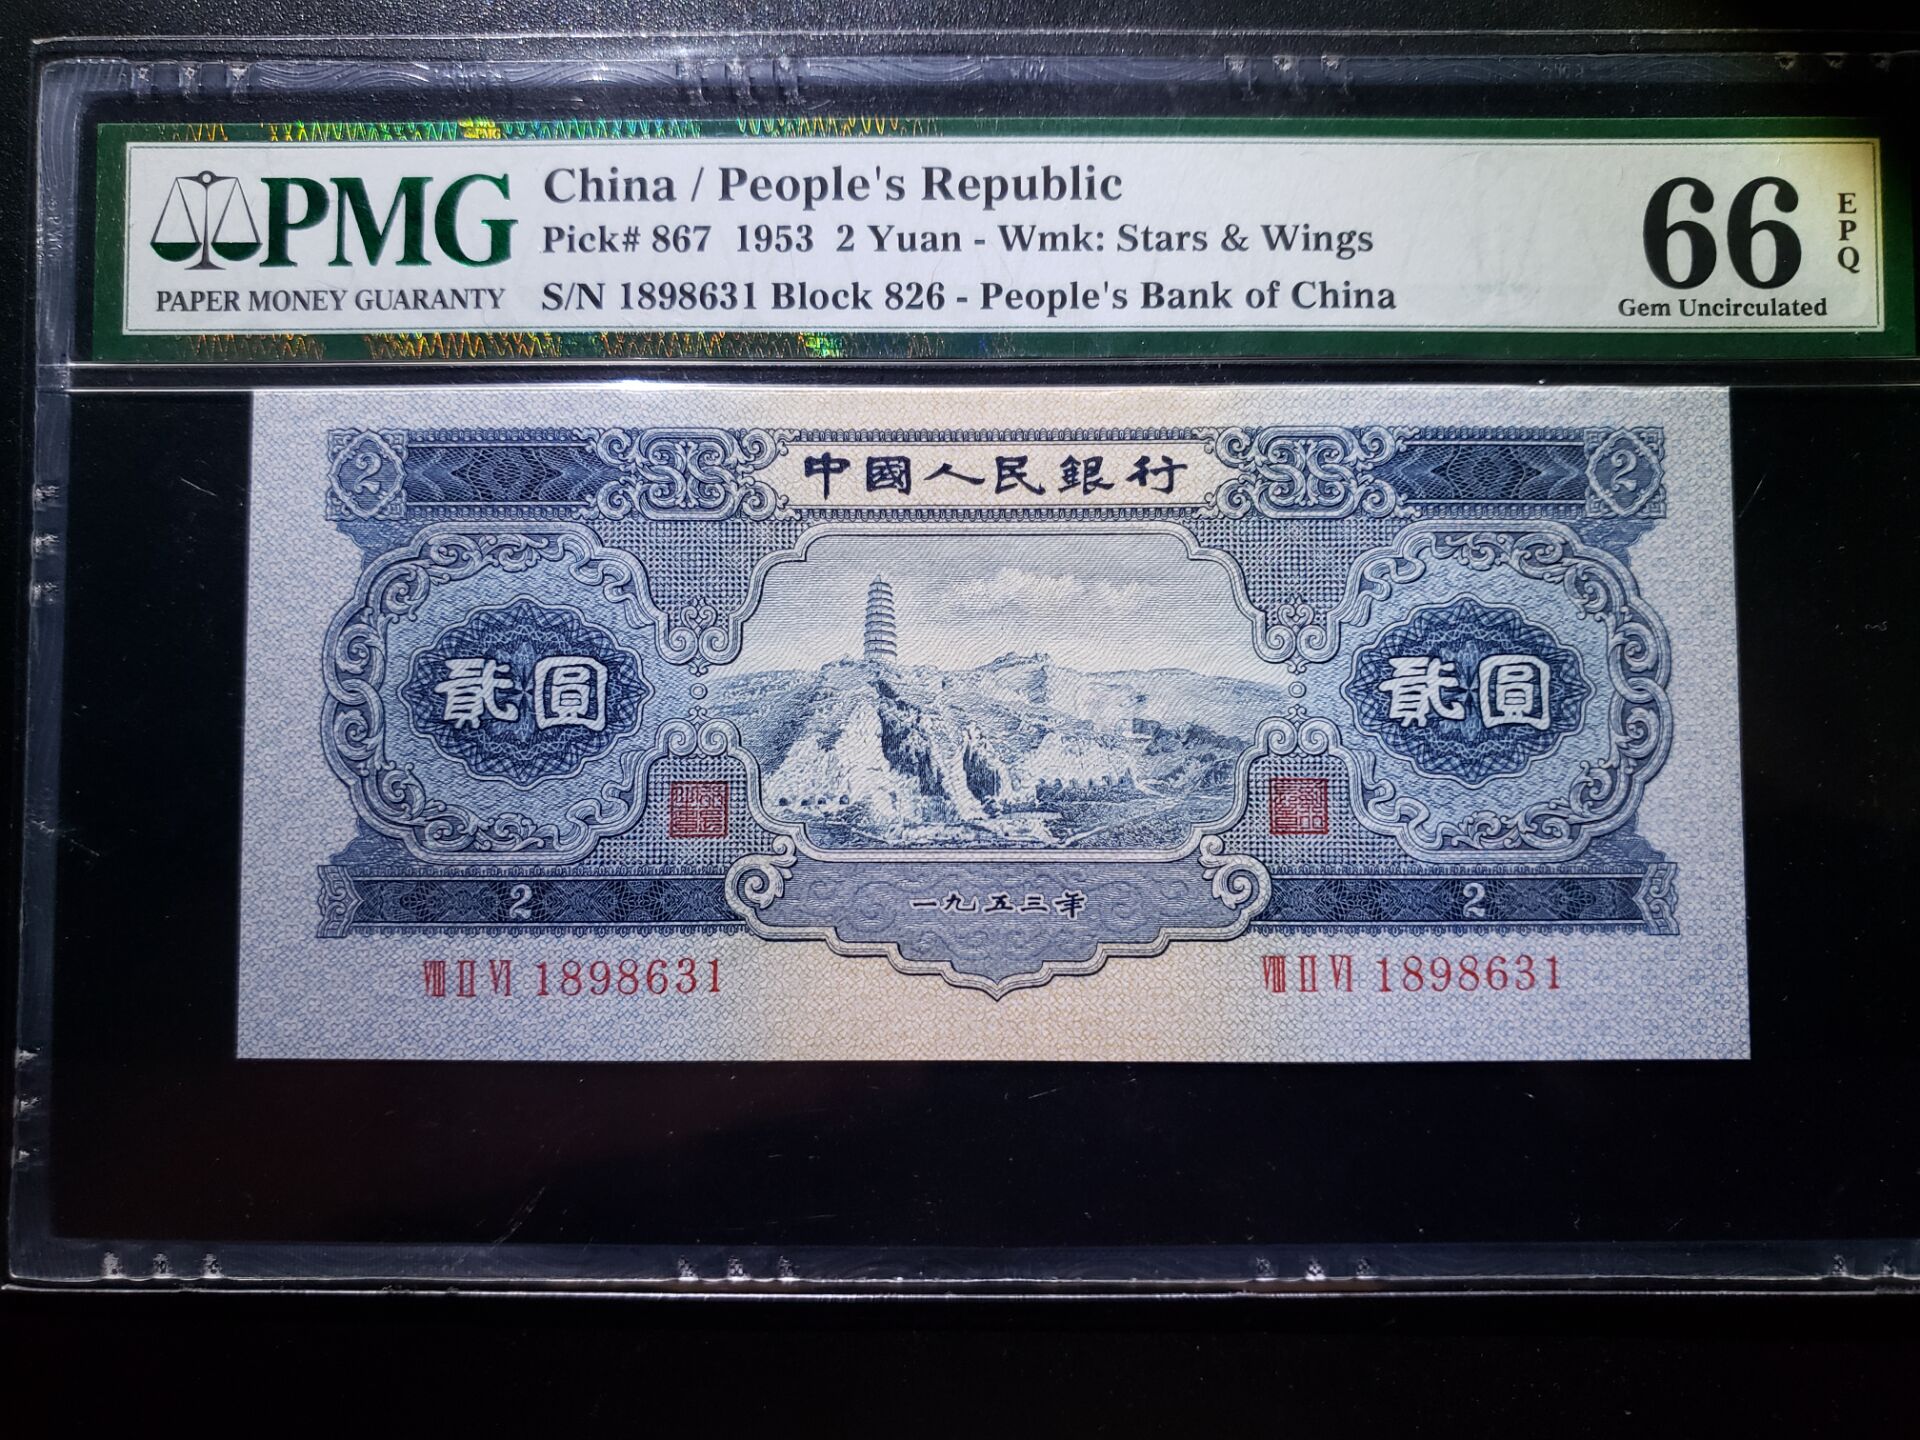 PMG
PAPER MONEY GUARANTY
China / People's Republic
Pick# 867 1953 2 Yuan - Wmk: Stars & Wings
S/N 1898631 Block 826 - People's Bank of China
66
EPQ
Gem Uncirculated
2 中國人民銀行 2
貳圓 貳圓
2 一九五三年 2
VIII II VI 1898631 VIII II VI 1898631